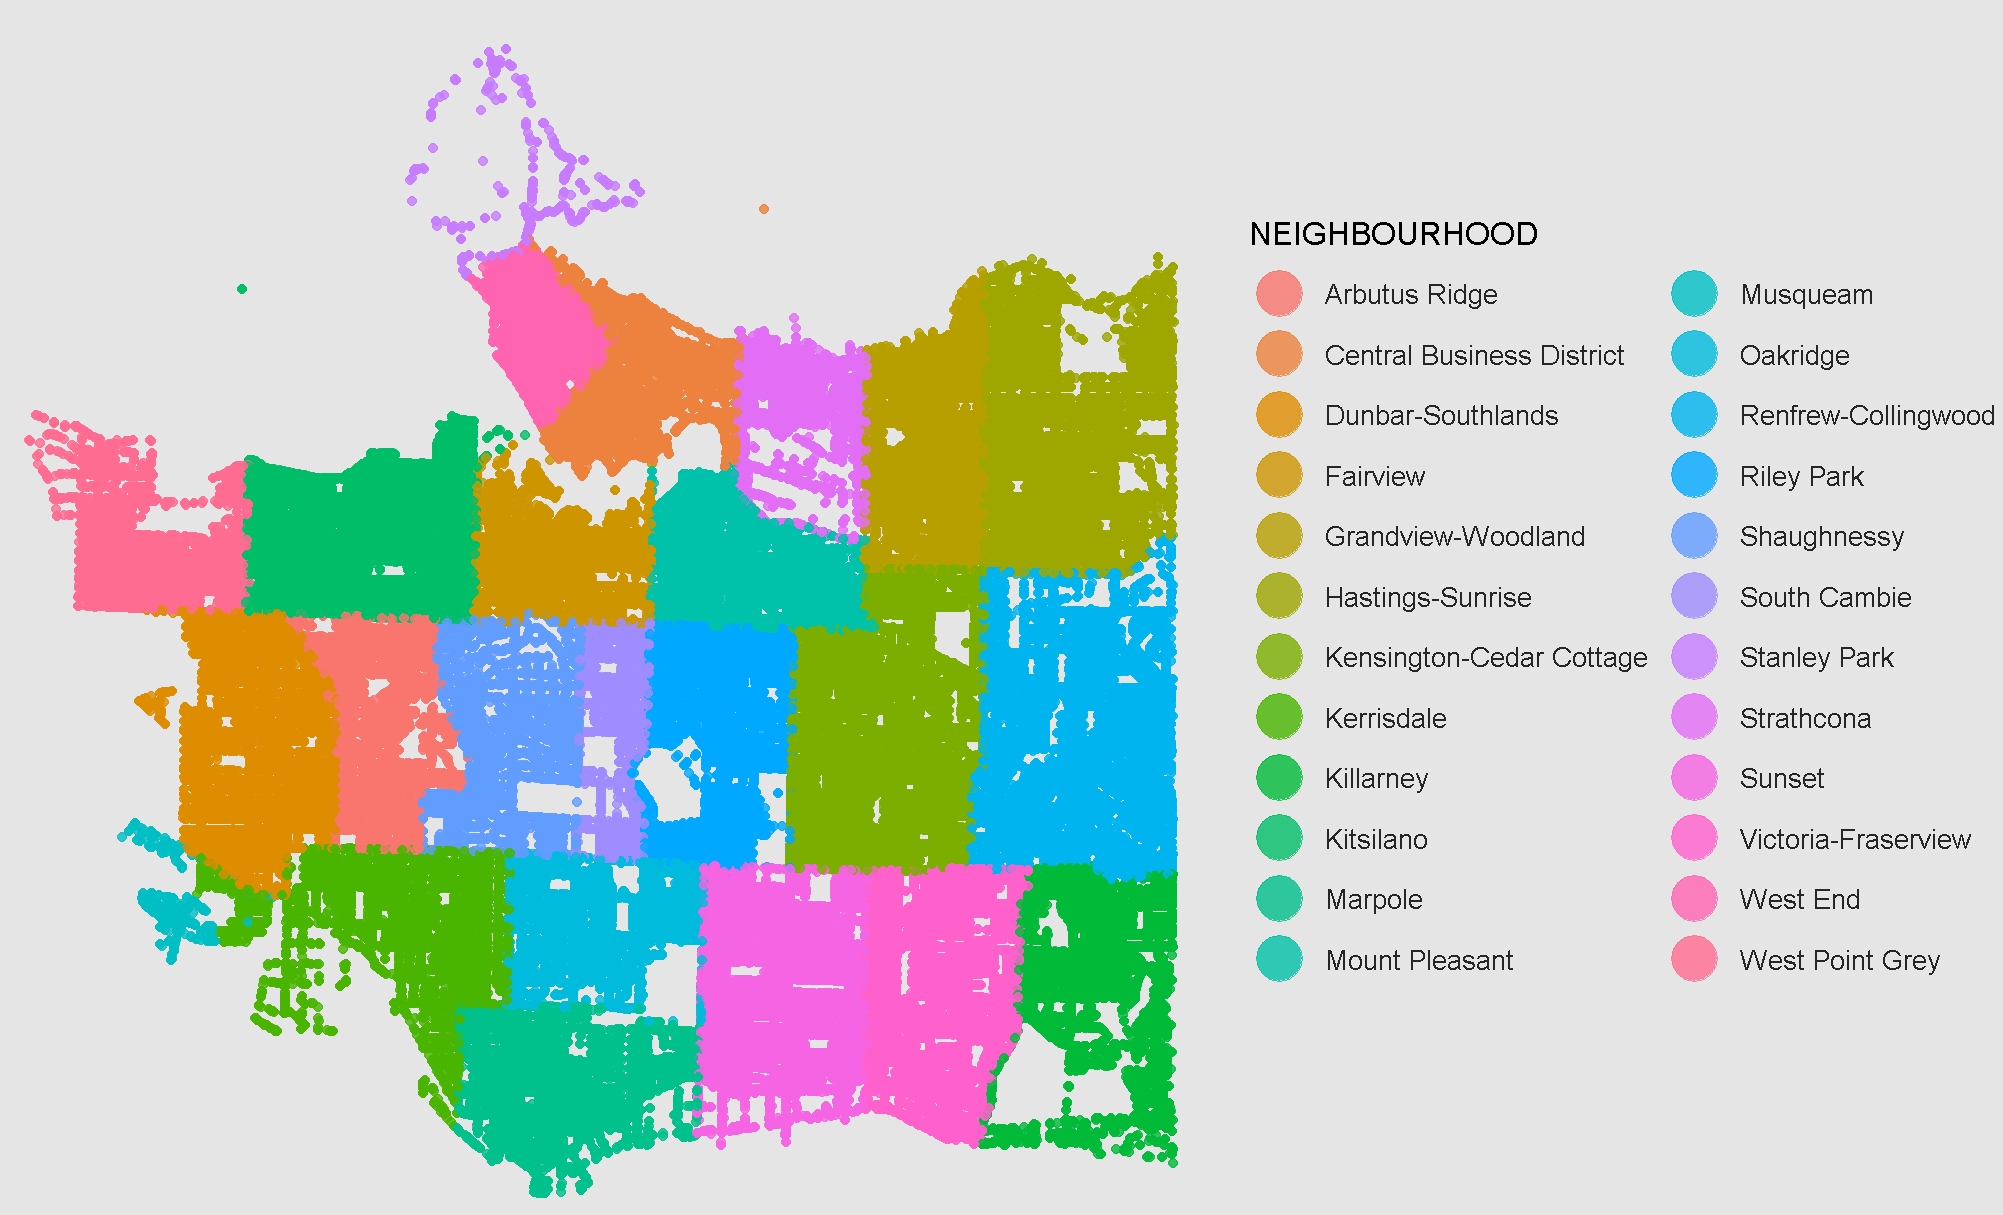 NEIGHBOURHOOD
Arbutus Ridge
Central Business District
Dunbar-Southlands
Fairview
Grandview-Woodland
Hastings-Sunrise
Kensington-Cedar Cottage
Kerrisdale
Killarney
Kitsilano
Marpole
Mount Pleasant
Musqueam
Oakridge
Renfrew-Collingwood
Riley Park
Shaughnessy
South Cambie
Stanley Park
Strathcona
Sunset
Victoria-Fraserview
West End
West Point Grey